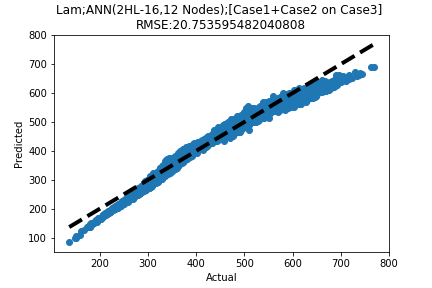 Lam;ANN(2HL-16,12 Nodes);[Case1+Case2 on Case3]
RMSE:20.753595482040808
800
700
600
500
400
300
200
100
Predicted
200 300 400 500 600 700 800
Actual